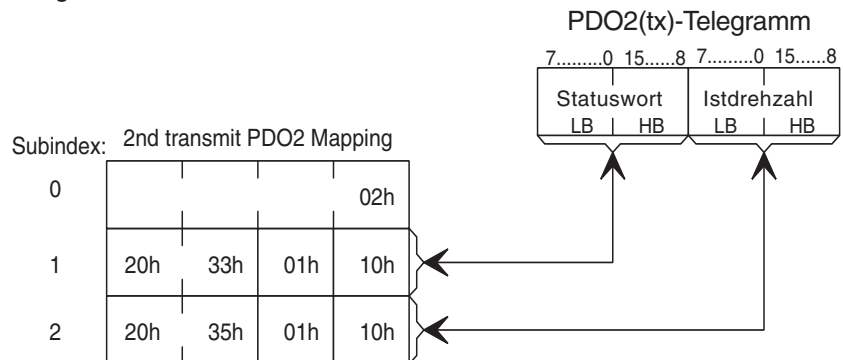 PDO2(tx)-Telegramm
7.........0 15......8 7.........0 15......8
Statuswort Istdrehzahl
LB HB LB HB
Subindex: 2nd transmit PDO2 Mapping
0 02h
1 20h 33h 01h 10h
2 20h 35h 01h 10h